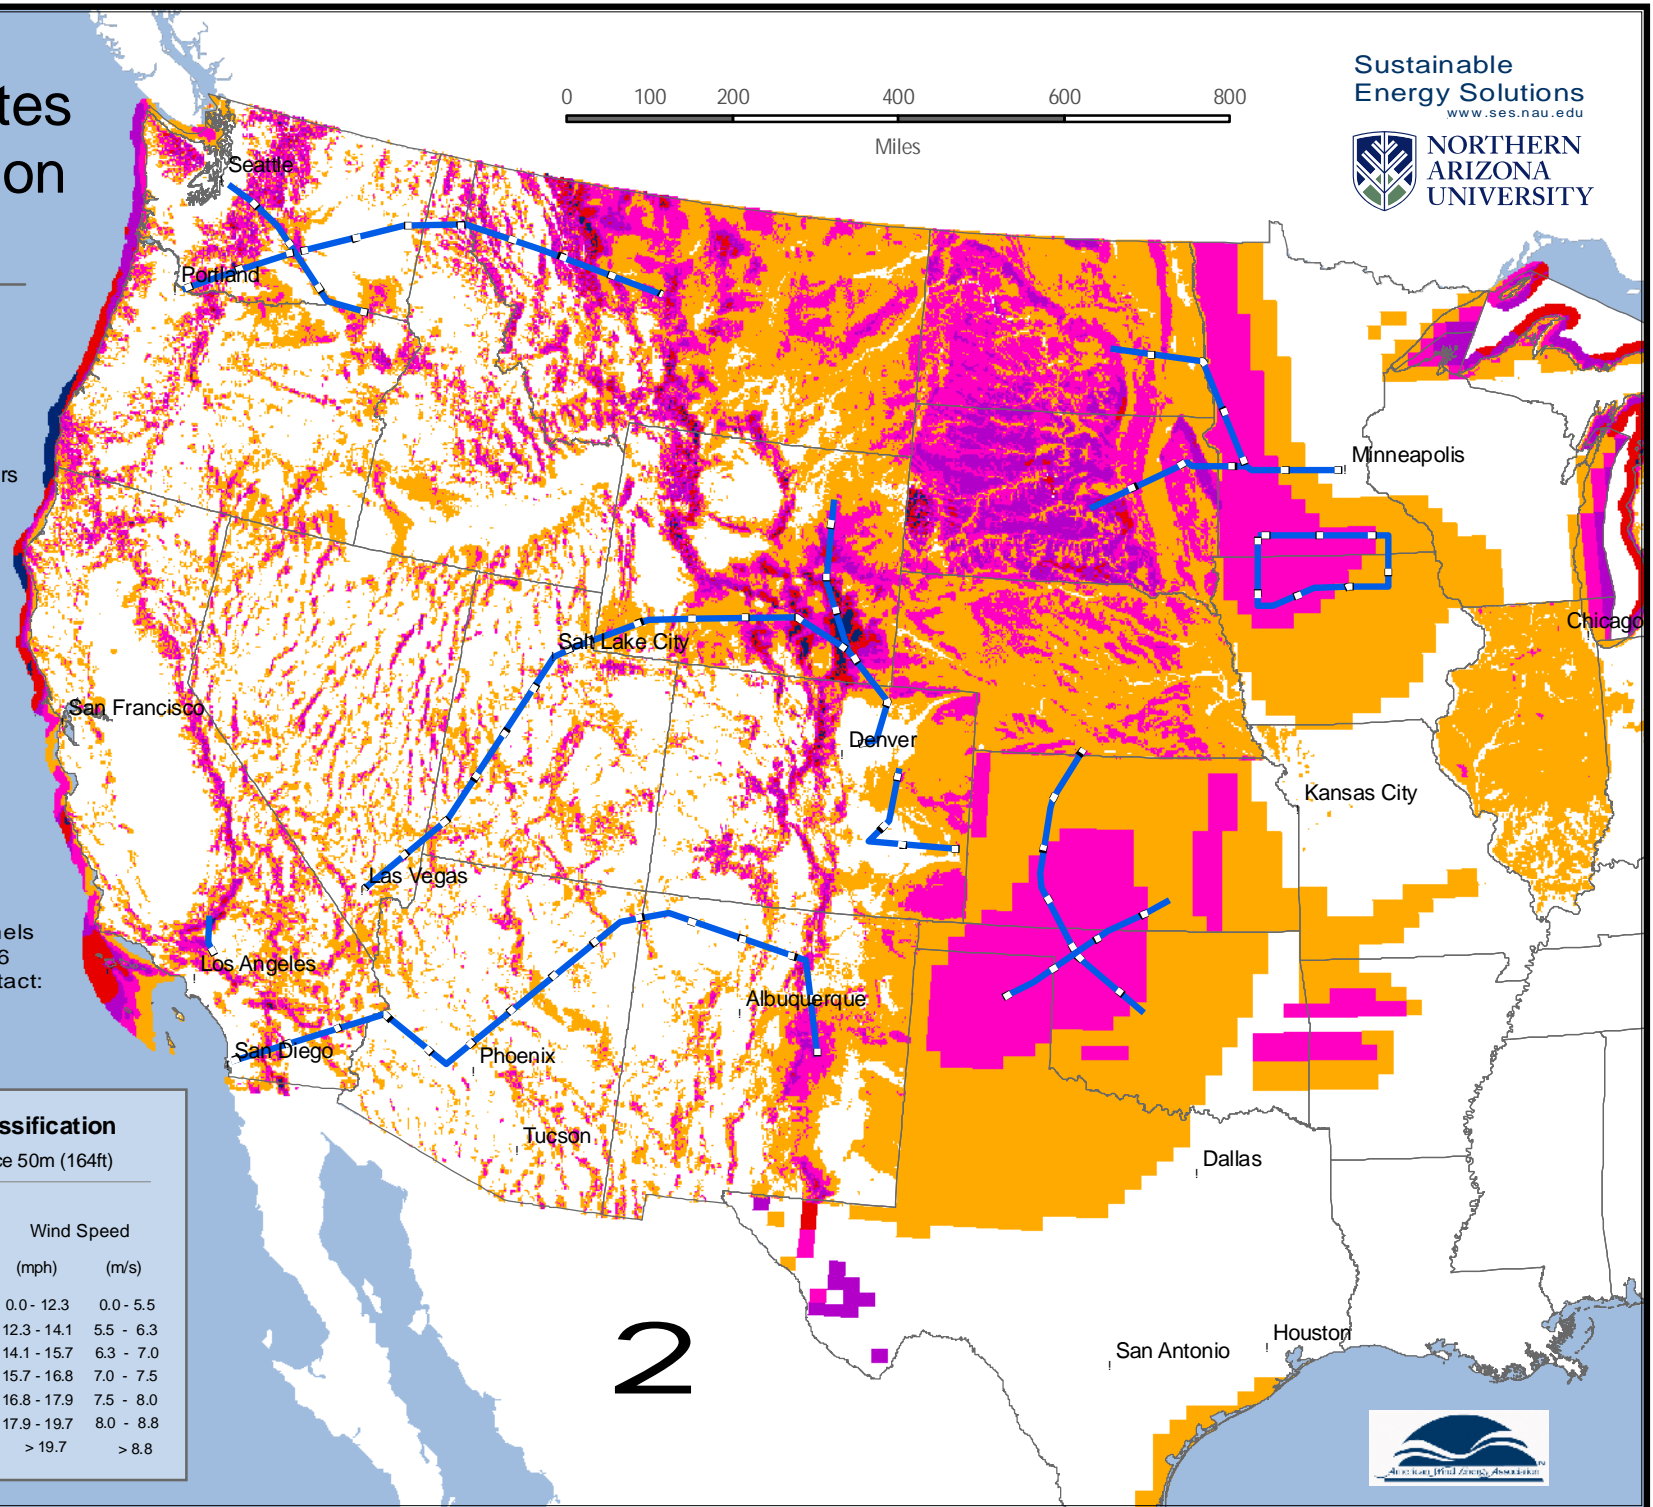 tes
on
0 100 200 400 600 800
Miles
Sustainable
Energy Solutions
www.ses.nau.edu
NORTHERN
ARIZONA
UNIVERSITY
Seattle
Portland
Minneapolis
rs
Chicago
Salt Lake City
San Francisco
Denver
Kansas City
Las Vegas
nels
6
tact:
Los Angeles
Albuquerque
San Diego
Phoenix
Tucson
Dallas
San Antonio
Houston
ssification
ce 50m (164ft)
Wind Speed
(mph) (m/s)
0.0 - 12.3 0.0 - 5.5
12.3 - 14.1 5.5 - 6.3
14.1 - 15.7 6.3 - 7.0
15.7 - 16.8 7.0 - 7.5
16.8 - 17.9 7.5 - 8.0
17.9 - 19.7 8.0 - 8.8
> 19.7 > 8.8
2
American Wind Energy Association